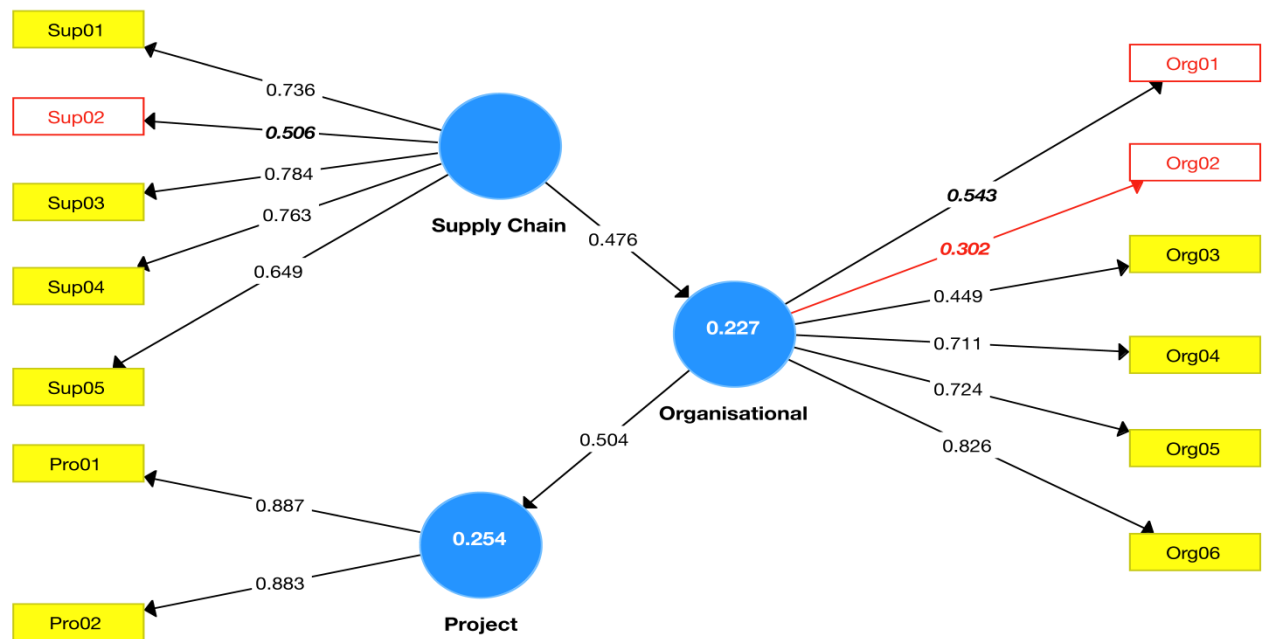 Sup01
Sup02
Sup03
Sup04
Sup05
Pro01
Pro02
0.736
0.506
0.784
0.763
0.649
Supply Chain
0.476
0.227
Organisational
0.504
0.887
0.883
0.254
Project
0.543
0.302
0.449
0.711
0.724
0.826
Org01
Org02
Org03
Org04
Org05
Org06